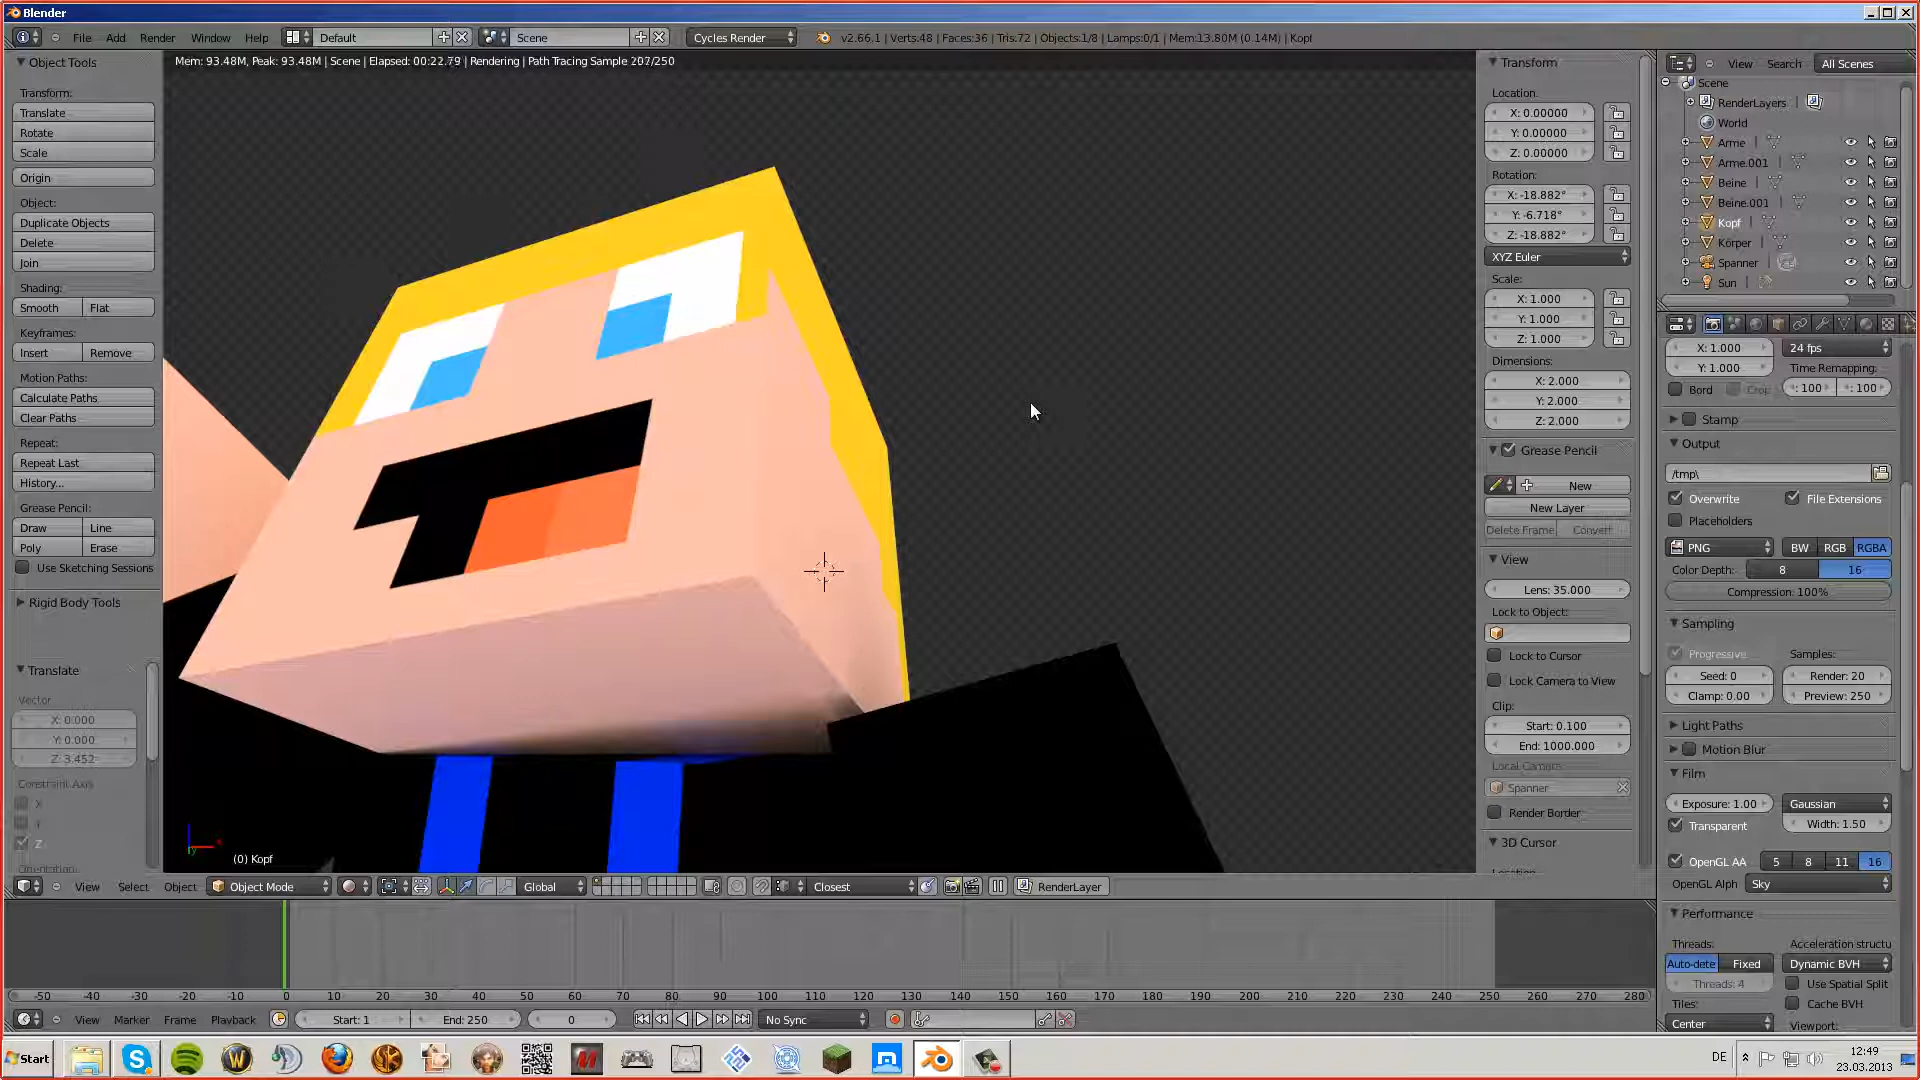 Blender
File Add Render Window Help Default Scene Cycles Render v2.66.1 | Verts:48 | Faces:36 | Tris:72 | Objects:1/8 | Lamps:0/1 | Mem:13.80M (0.14M) | Kopf
Mem: 93.48M, Peak: 93.48M | Scene | Elapsed: 00:22.79 | Rendering | Path Tracing Sample 207/250
Object Tools
Transform:
Translate
Rotate
Scale
Origin
Object:
Duplicate Objects
Delete
Join
Shading:
Smooth Flat
Keyframes:
Insert Remove
Motion Paths:
Calculate Paths
Clear Paths
Repeat:
Repeat Last
History...
Grease Pencil:
Draw Line
Poly Erase
Use Sketching Sessions
Rigid Body Tools
Translate
Vector
X: 0.000
Y: 0.000
Z: 3.452
Constraint Axis
X
Y
Z
(0) Kopf
Transform
Location:
X: 0.00000
Y: 0.00000
Z: 0.00000
Rotation:
X: -18.882°
Y: -6.718°
Z: -18.882°
XYZ Euler
Scale:
X: 1.000
Y: 1.000
Z: 1.000
Dimensions:
X: 2.000
Y: 2.000
Z: 2.000
Grease Pencil
New
New Layer
Delete Frame Convert
View
Lens: 35.000
Lock to Object:
Lock to Cursor
Lock Camera to View
Clip:
Start: 0.100
End: 1000.000
Local Camera:
Spanner
Render Border
3D Cursor
View Search All Scenes
Scene
RenderLayers
World
Arme
Arme.001
Beine
Beine.001
Kopf
Körper
Spanner
Sun
X: 1.000 24 fps
Y: 1.000 Time Remapping:
Bord Crop : 100 : 100
Stamp
Output
/tmp\
Overwrite File Extensions
Placeholders
PNG BW RGB RGBA
Color Depth: 8 16
Compression: 100%
Sampling
Progressive Samples:
Seed: 0 Render: 20
Clamp: 0.00 Preview: 250
Light Paths
Motion Blur
Film
Exposure: 1.00 Gaussian
Transparent Width: 1.50
OpenGL AA 5 8 11 16
OpenGL Alph Sky
Performance
Threads: Acceleration structu
Auto-dete Fixed Dynamic BVH
Threads: 4 Use Spatial Split
Tiles: Cache BVH
Center Viewport:
View Select Object Object Mode Global Closest RenderLayer
-50 -40 -30 -20 -10 0 10 20 30 40 50 60 70 80 90 100 110 120 130 140 150 160 170 180 190 200 210 220 230 240 250 260 270 280
View Marker Frame Playback Start: 1 End: 250 0 No Sync
Start DE 12:49
23.03.2013